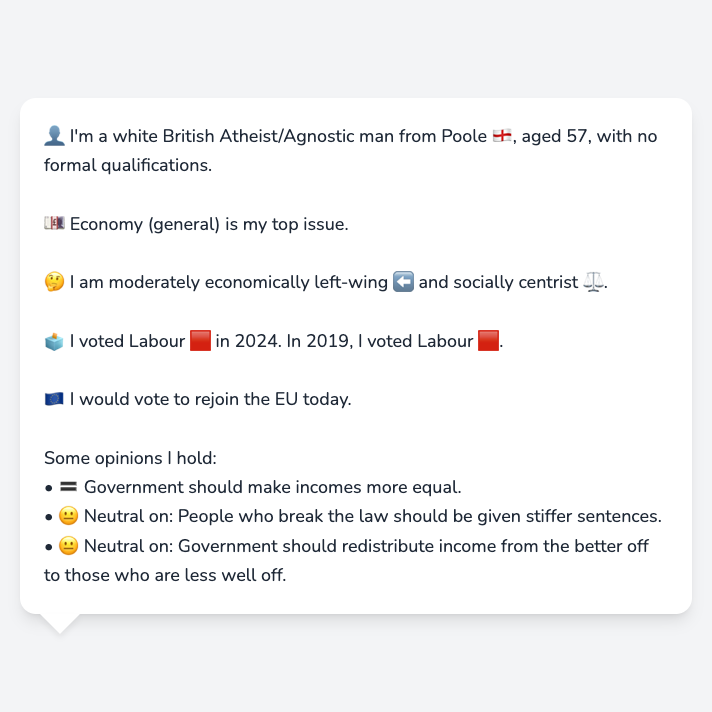 👤 I'm a white British Atheist/Agnostic man from Poole 🏴󠁧󠁢󠁥󠁮󠁧󠁿, aged 57, with no
formal qualifications.
💷 Economy (general) is my top issue.
🤔 I am moderately economically left-wing ⬅️ and socially centrist ⚖️.
🗳️ I voted Labour 🟥 in 2024. In 2019, I voted Labour 🟥.
🇪🇺 I would vote to rejoin the EU today.
Some opinions I hold:
• 🟰 Government should make incomes more equal.
• 😐 Neutral on: People who break the law should be given stiffer sentences.
• 😐 Neutral on: Government should redistribute income from the better off
to those who are less well off.